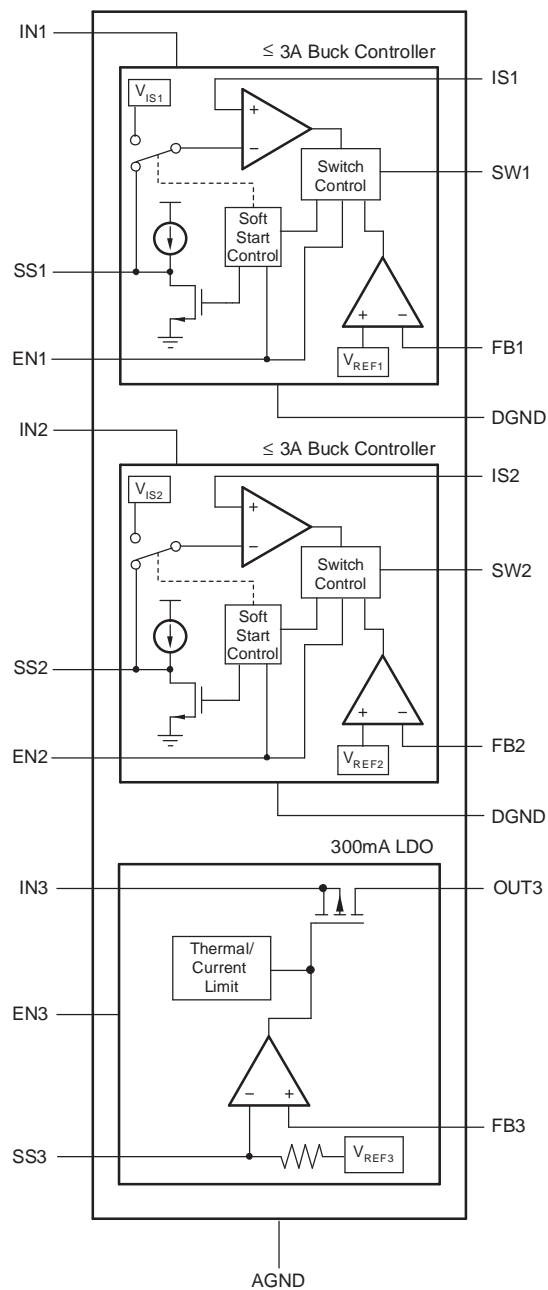 IN1
≤ 3A Buck Controller
V_IS1
IS1
+
−
Switch
Control
SW1
Soft
Start
Control
SS1
+ −
EN1
V_REF1
FB1
DGND
IN2
≤ 3A Buck Controller
V_IS2
IS2
+
−
Switch
Control
SW2
Soft
Start
Control
SS2
+ −
EN2
V_REF2
FB2
DGND
300mA LDO
IN3
OUT3
Thermal/
Current
Limit
EN3
− +
FB3
SS3
V_REF3
AGND